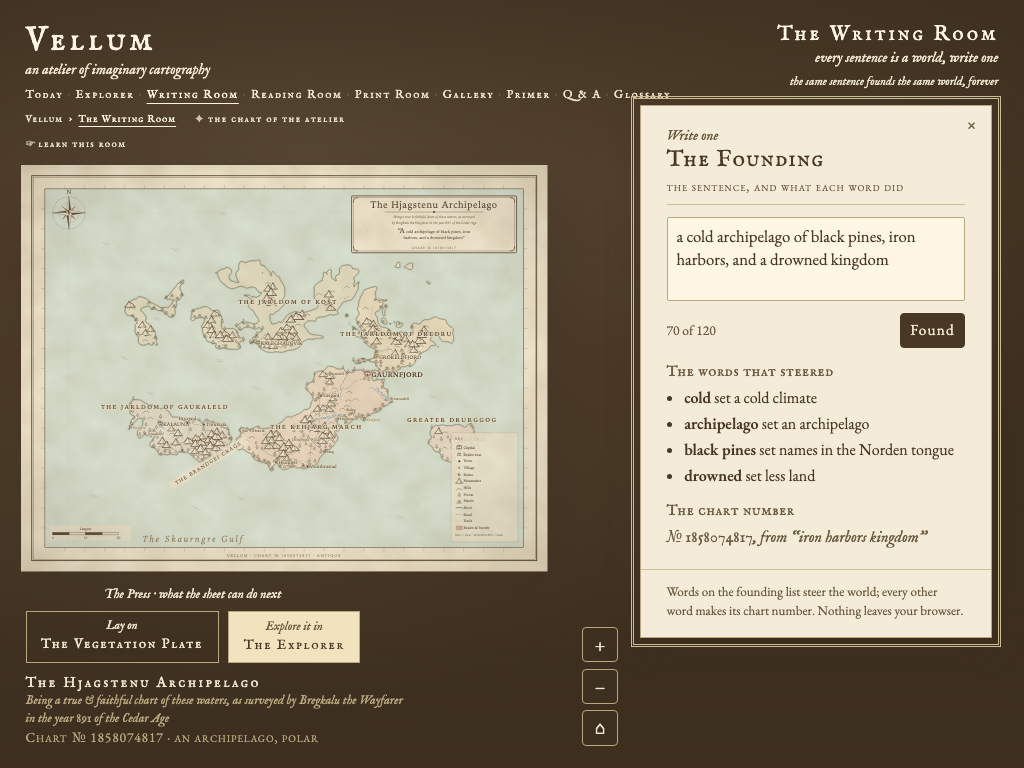 Vellum
an atelier of imaginary cartography
Today · Explorer · Writing Room · Reading Room · Print Room · Gallery · Primer · Q & A · Glossary
Vellum › The Writing Room ✦ the chart of the atelier
☞ learn this room
The Writing Room
every sentence is a world, write one
the same sentence founds the same world, forever
N
The Hjagstenu Archipelago
"A cold archipelago of black pines, iron
harbors, and a drowned kingdom"
THE JARLDOM OF KOST
THE JARLDOM OF DREORU
GAURNFJORD
THE JARLDOM OF GAUKALELD
GREATER DRURGGOG
The Skaurngre Gulf
VELLUM · CHART № 1858074817 · ANTIQUE
The Press · what the sheet can do next
Lay on
The Vegetation Plate
Explore it in
The Explorer
The Hjagstenu Archipelago
Being a true & faithful chart of these waters, as surveyed by Bregkalu the Wayfarer
in the year 891 of the Cedar Age
Chart № 1858074817 · an archipelago, polar
+
−
⌂
×
Write one
The Founding
the sentence, and what each word did
a cold archipelago of black pines, iron
harbors, and a drowned kingdom
70 of 120
Found
The words that steered
• cold set a cold climate
• archipelago set an archipelago
• black pines set names in the Norden tongue
• drowned set less land
The chart number
№ 1858074817, from “iron harbors kingdom”
Words on the founding list steer the world; every other
word makes its chart number. Nothing leaves your browser.